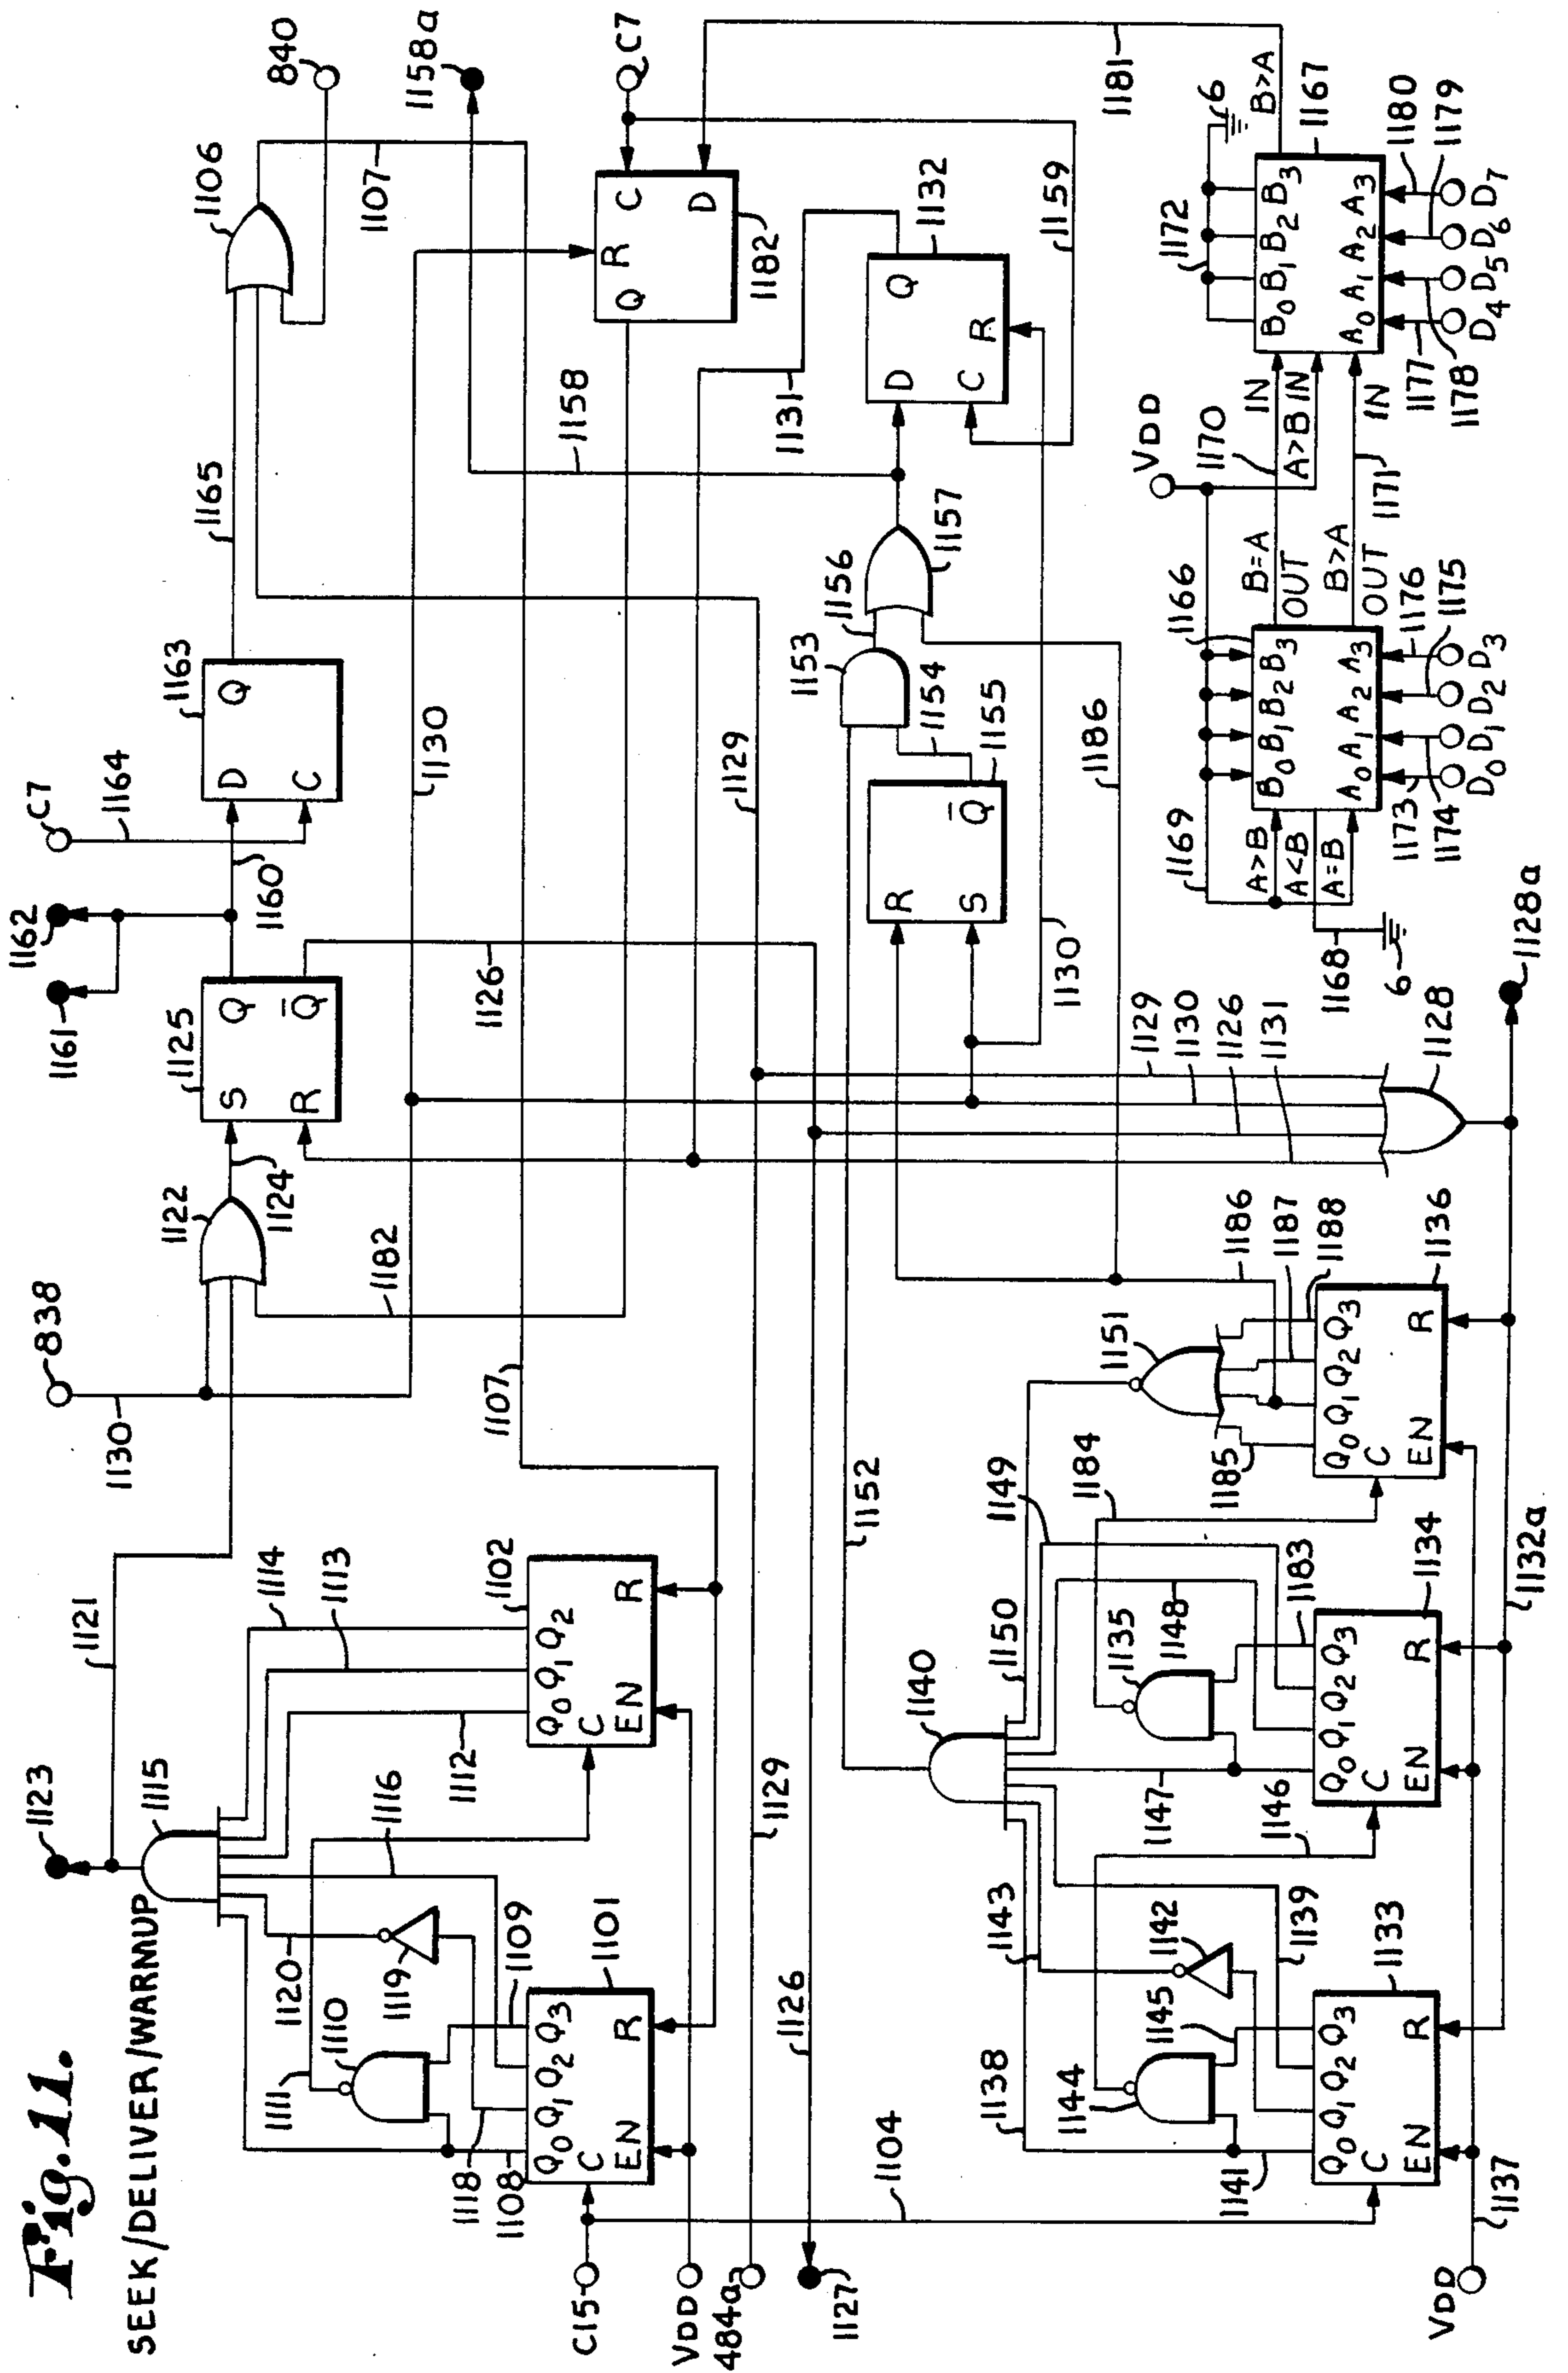 Fig. 11.
SEEK/DELIVER/WARMUP
1123
1115
1121
1114
1113
1102
Q0 Q1 Q2
C
EN
R
1112
1116
1120
1119
1111
1110
1109
1101
Q0 Q1 Q2 Q3
C
EN
R
1118
1108
C15
VDD
484a
1127
1104
838
1130
1122
1124
1182
1107
1129
1126
1125
S
Q
R
Q̅
1161
1162
1160
C7
1164
1163
D
Q
C
1165
1106
840
1107
1158a
C7
1130
1129
1126
1158
1131
R
Q
C
D
1182
1181
1132
D
Q
C
R
1159
1157
1156
1153
1154
1155
R
S
Q̅
1130
1186
1152
1140
1150
1149
1184
1151
1186
1187
1188
1136
Q0 Q1 Q2 Q3
C
EN
R
1185
1135
1148
1183
1134
Q0 Q1 Q2 Q3
C
EN
R
1147
1146
1143
1142
1139
1133
Q0 Q1 Q2 Q3
C
EN
R
1138
1145
1144
1141
1137
VDD
1132a
1129
1130
1126
1131
1128
1128a
1169
A>B
A<B
A=B
1168
6
1166
B0 B1 B2 B3
A0 A1 A2 A3
1173
1174
1176
1175
D0 D1 D2 D3
B=A
OUT
B>A
OUT
VDD
1170
IN
A>B IN
IN
1171
1172
6
B0 B1 B2 B3
A0 A1 A2 A3
B>A
1167
1177
1178
1180
1179
D4 D5 D6 D7